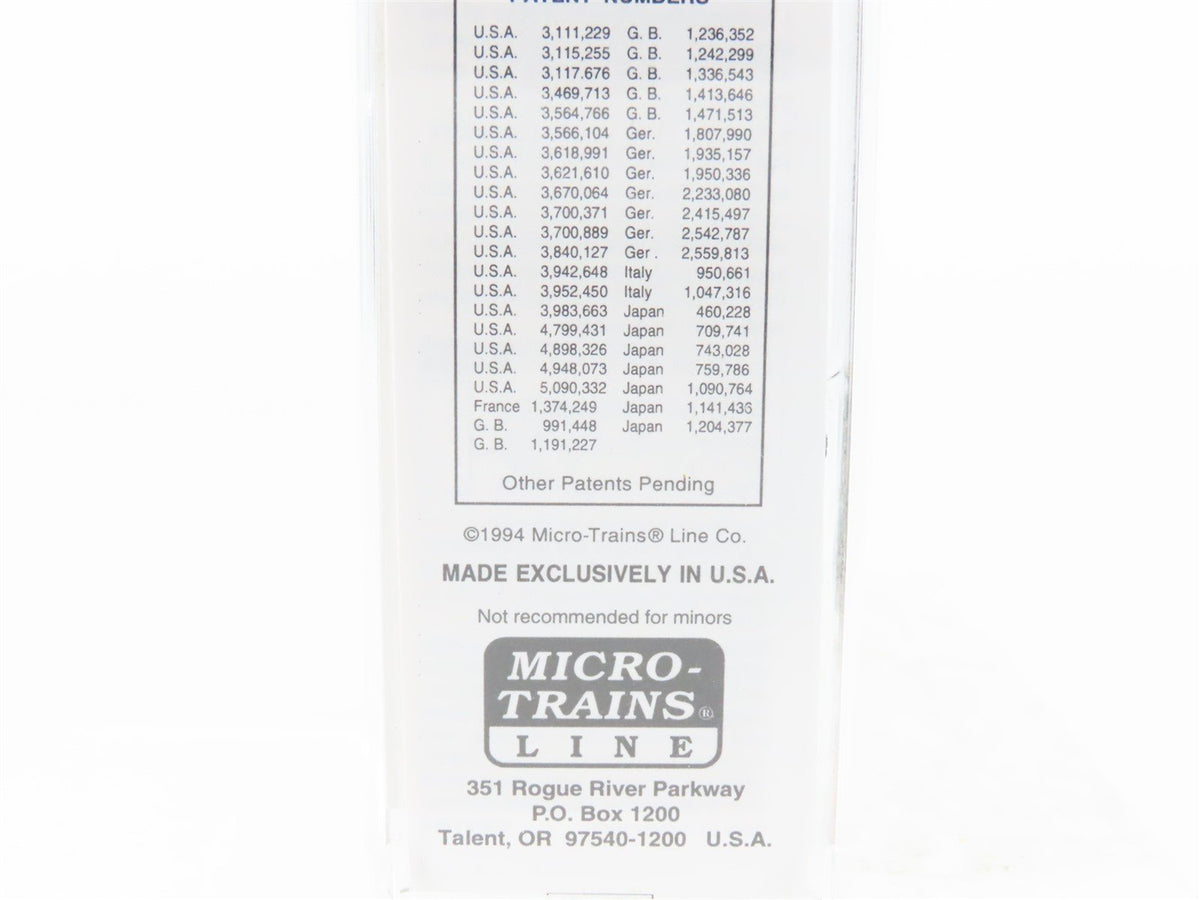 PATENT NUMBERS
U.S.A. 3,111,229 G. B. 1,236,352
U.S.A. 3,115,255 G. B. 1,242,299
U.S.A. 3,117.676 G. B. 1,336,543
U.S.A. 3,469,713 G. B. 1,413,646
U.S.A. 3,564,766 G. B. 1,471,513
U.S.A. 3,566,104 Ger. 1,807,990
U.S.A. 3,618,991 Ger. 1,935,157
U.S.A. 3,621,610 Ger. 1,950,336
U.S.A. 3,670,064 Ger. 2,233,080
U.S.A. 3,700,371 Ger. 2,415,497
U.S.A. 3,700,889 Ger. 2,542,787
U.S.A. 3,840,127 Ger . 2,559,813
U.S.A. 3,942,648 Italy 950,661
U.S.A. 3,952,450 Italy 1,047,316
U.S.A. 3,983,663 Japan 460,228
U.S.A. 4,799,431 Japan 709,741
U.S.A. 4,898,326 Japan 743,028
U.S.A. 4,948,073 Japan 759,786
U.S.A. 5,090,332 Japan 1,090,764
France 1,374,249 Japan 1,141,436
G. B. 991,448 Japan 1,204,377
G. B. 1,191,227
Other Patents Pending
©1994 Micro-Trains® Line Co.
MADE EXCLUSIVELY IN U.S.A.
Not recommended for minors
MICRO-
TRAINS®
LINE
351 Rogue River Parkway
P.O. Box 1200
Talent, OR 97540-1200 U.S.A.